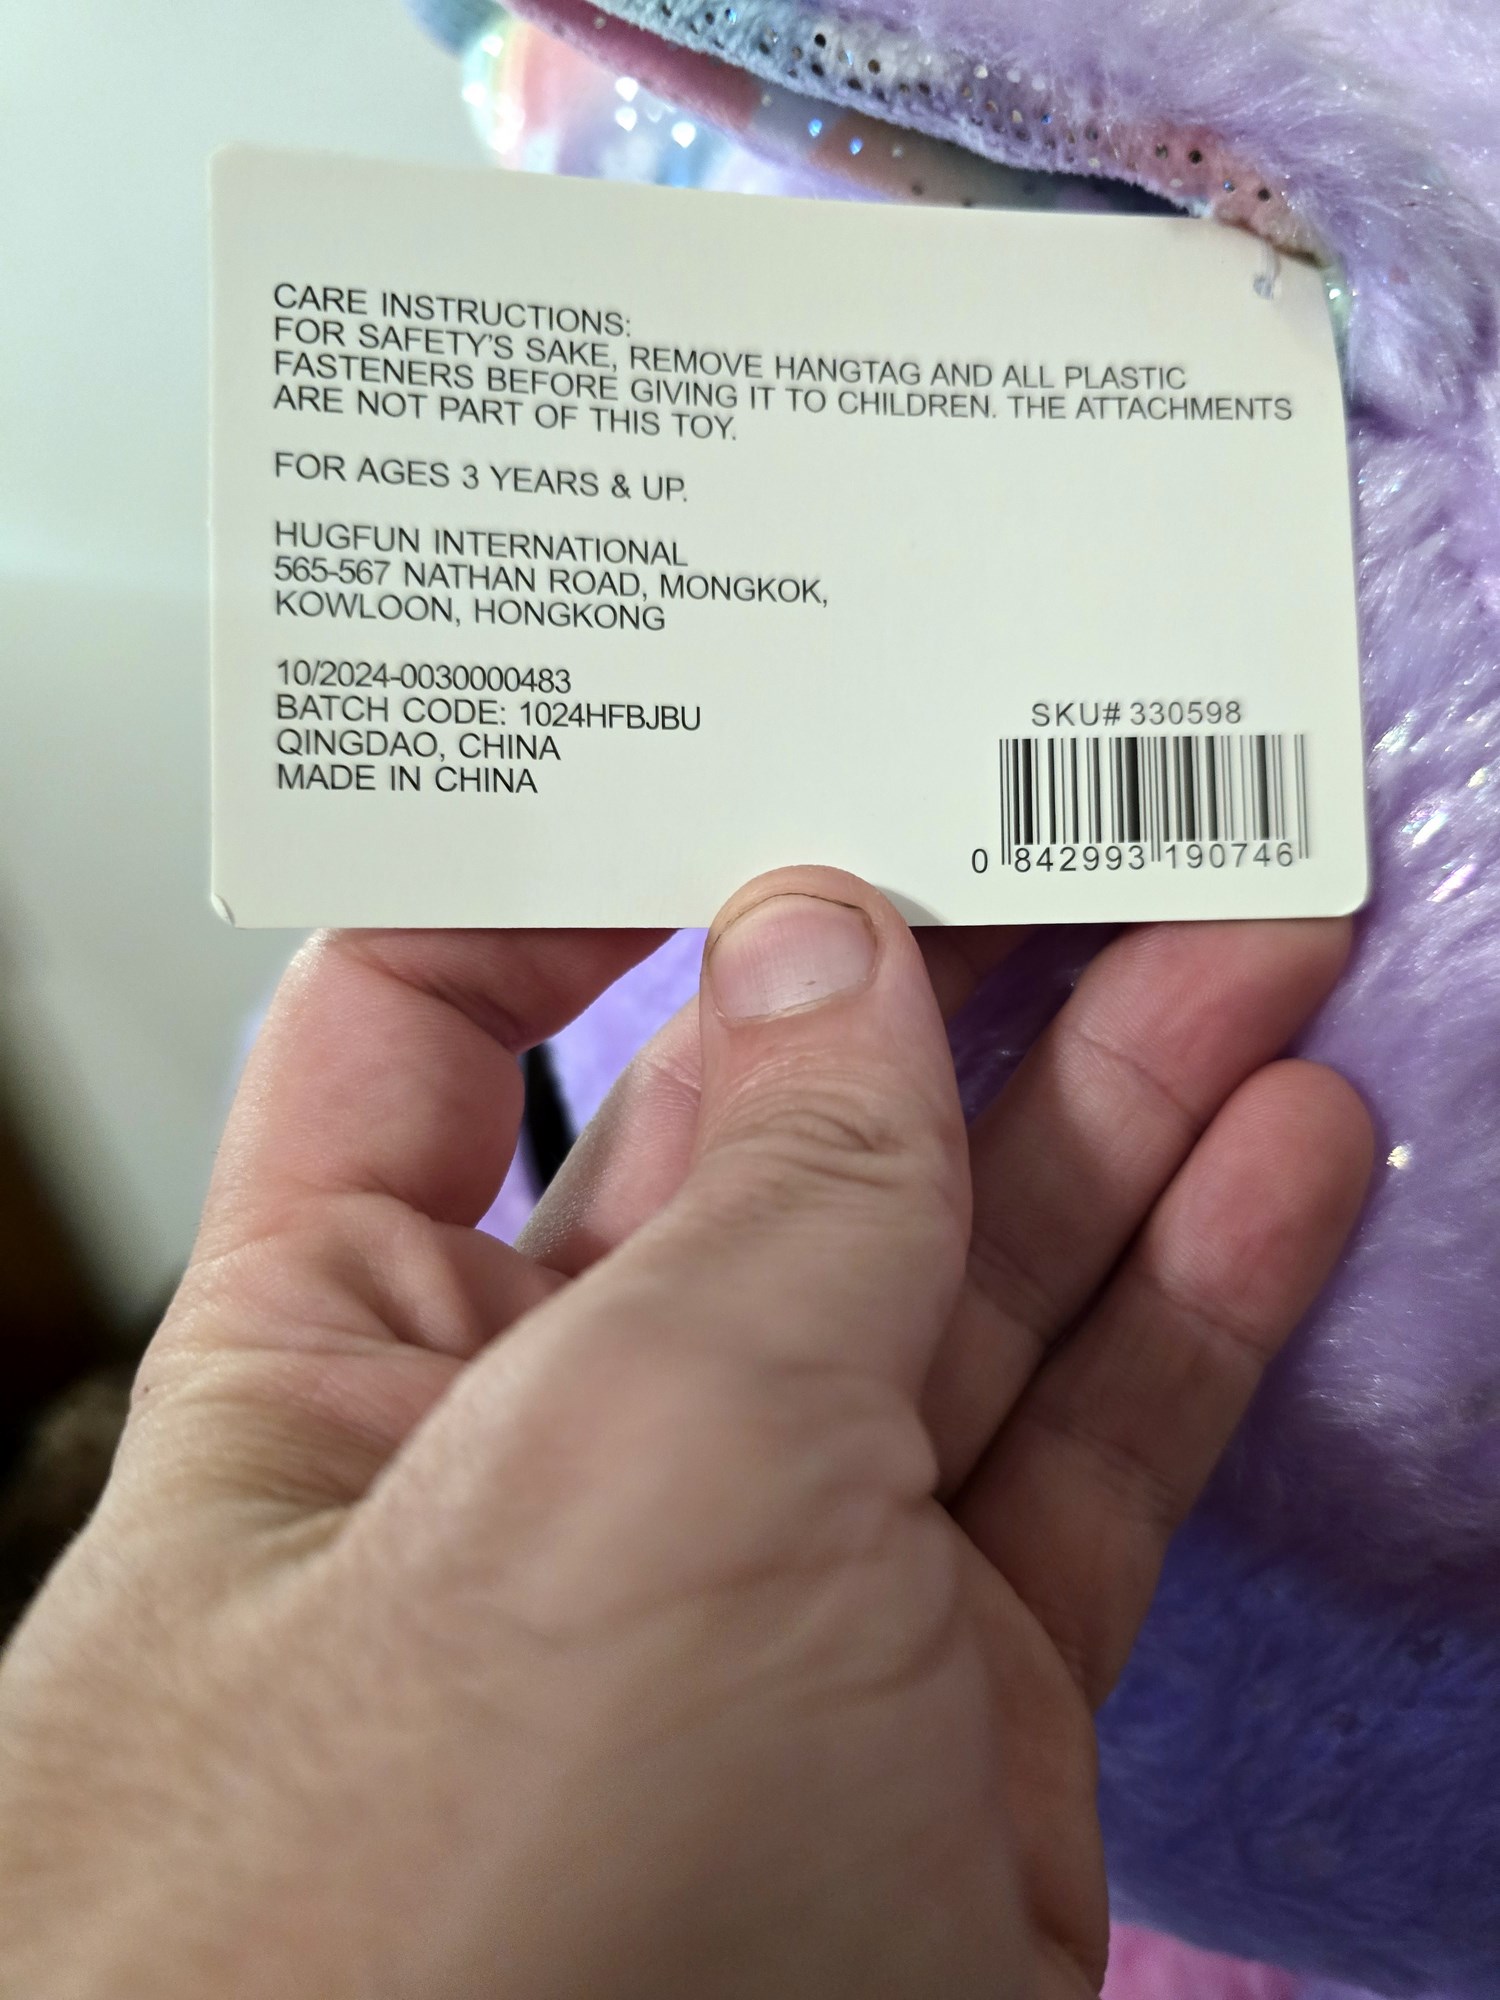 CARE INSTRUCTIONS:
FOR SAFETY'S SAKE, REMOVE HANGTAG AND ALL PLASTIC
FASTENERS BEFORE GIVING IT TO CHILDREN. THE ATTACHMENTS
ARE NOT PART OF THIS TOY.
FOR AGES 3 YEARS & UP.
HUGFUN INTERNATIONAL
565-567 NATHAN ROAD, MONGKOK,
KOWLOON, HONGKONG
10/2024-0030000483
BATCH CODE: 1024HFBJBU
QINGDAO, CHINA
MADE IN CHINA
SKU# 330598
0 842993 190746